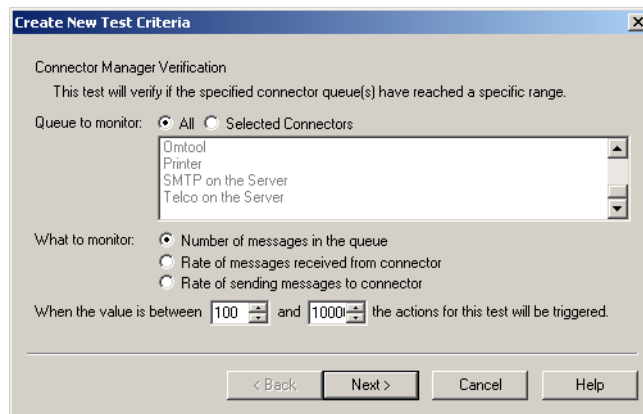 Create New Test Criteria
Connector Manager Verification
This test will verify if the specified connector queue(s) have reached a specific range.
Queue to monitor: All Selected Connectors
Omtool
Printer
SMTP on the Server
Telco on the Server
What to monitor: Number of messages in the queue
Rate of messages received from connector
Rate of sending messages to connector
When the value is between 100 and the actions for this test will be triggered.
< Back Next > Cancel Help